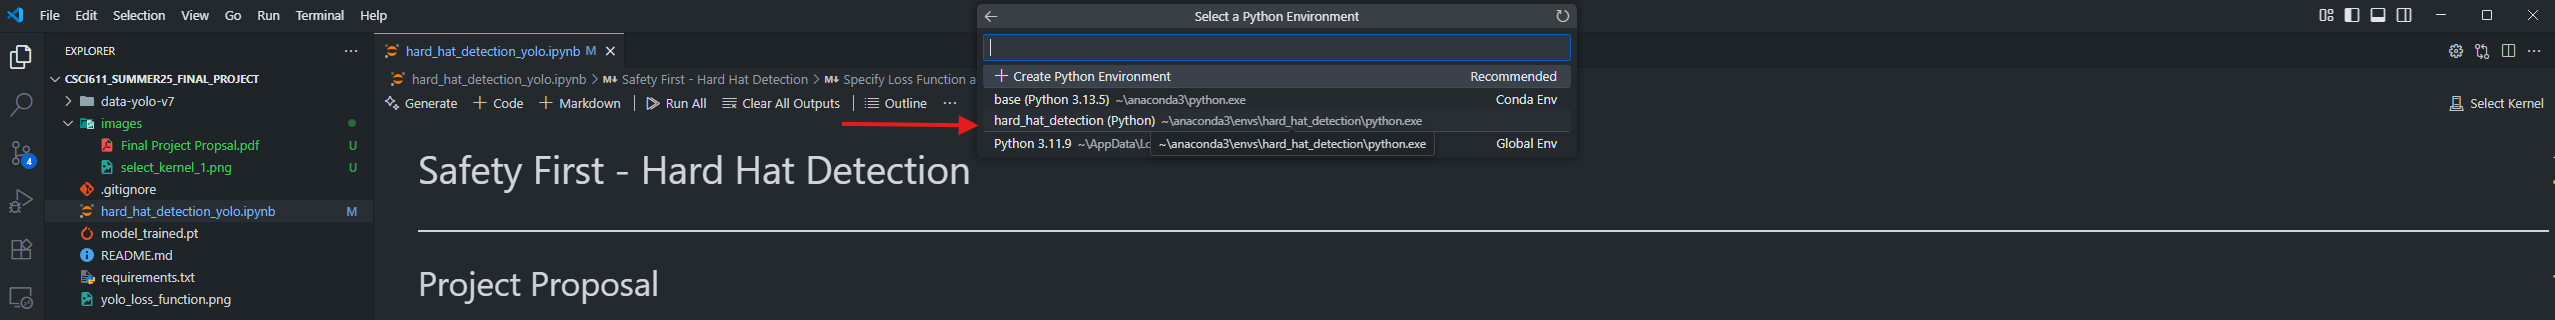 File Edit Selection View Go Run Terminal Help
Select a Python Environment
EXPLORER
CSCI611_SUMMER25_FINAL_PROJECT
data-yolo-v7
images
Final Project Propsal.pdf U
select_kernel_1.png U
.gitignore
hard_hat_detection_yolo.ipynb M
model_trained.pt
README.md
requirements.txt
yolo_loss_function.png
4
hard_hat_detection_yolo.ipynb M
hard_hat_detection_yolo.ipynb > Safety First - Hard Hat Detection > Specify Loss Function a
Generate + Code + Markdown Run All Clear All Outputs Outline ...
Select Kernel
+ Create Python Environment Recommended
base (Python 3.13.5) ~\anaconda3\python.exe Conda Env
hard_hat_detection (Python) ~\anaconda3\envs\hard_hat_detection\python.exe
Python 3.11.9 ~\AppData\Lo Global Env
~\anaconda3\envs\hard_hat_detection\python.exe
Safety First - Hard Hat Detection
Project Proposal